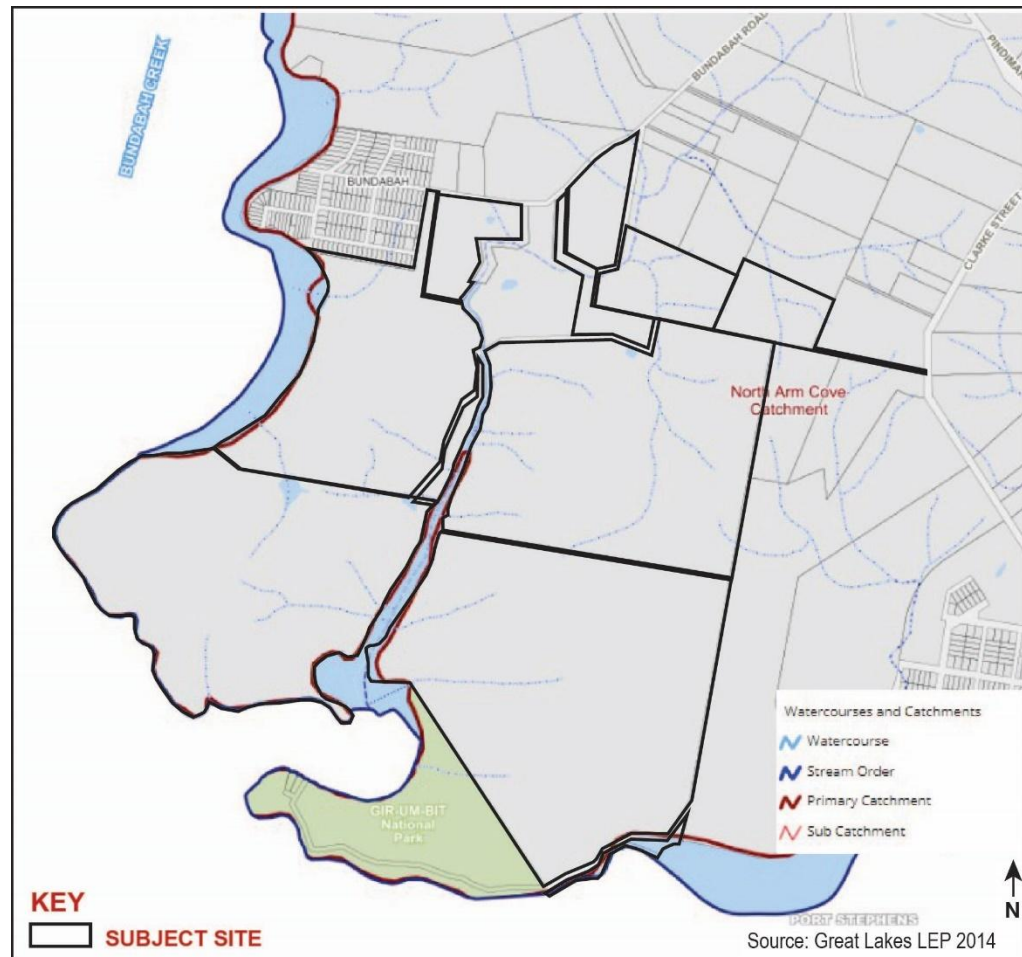 BUNDABAH CREEK
BUNDABAH ROAD
BUNDABAH
CLARKE STREET
North Arm Cove
Catchment
Watercourses and Catchments
Watercourse
Stream Order
Primary Catchment
Sub Catchment
GIR-UM-BIT
National
Park
KEY
SUBJECT SITE
N
PORT STEPHENS
Source: Great Lakes LEP 2014